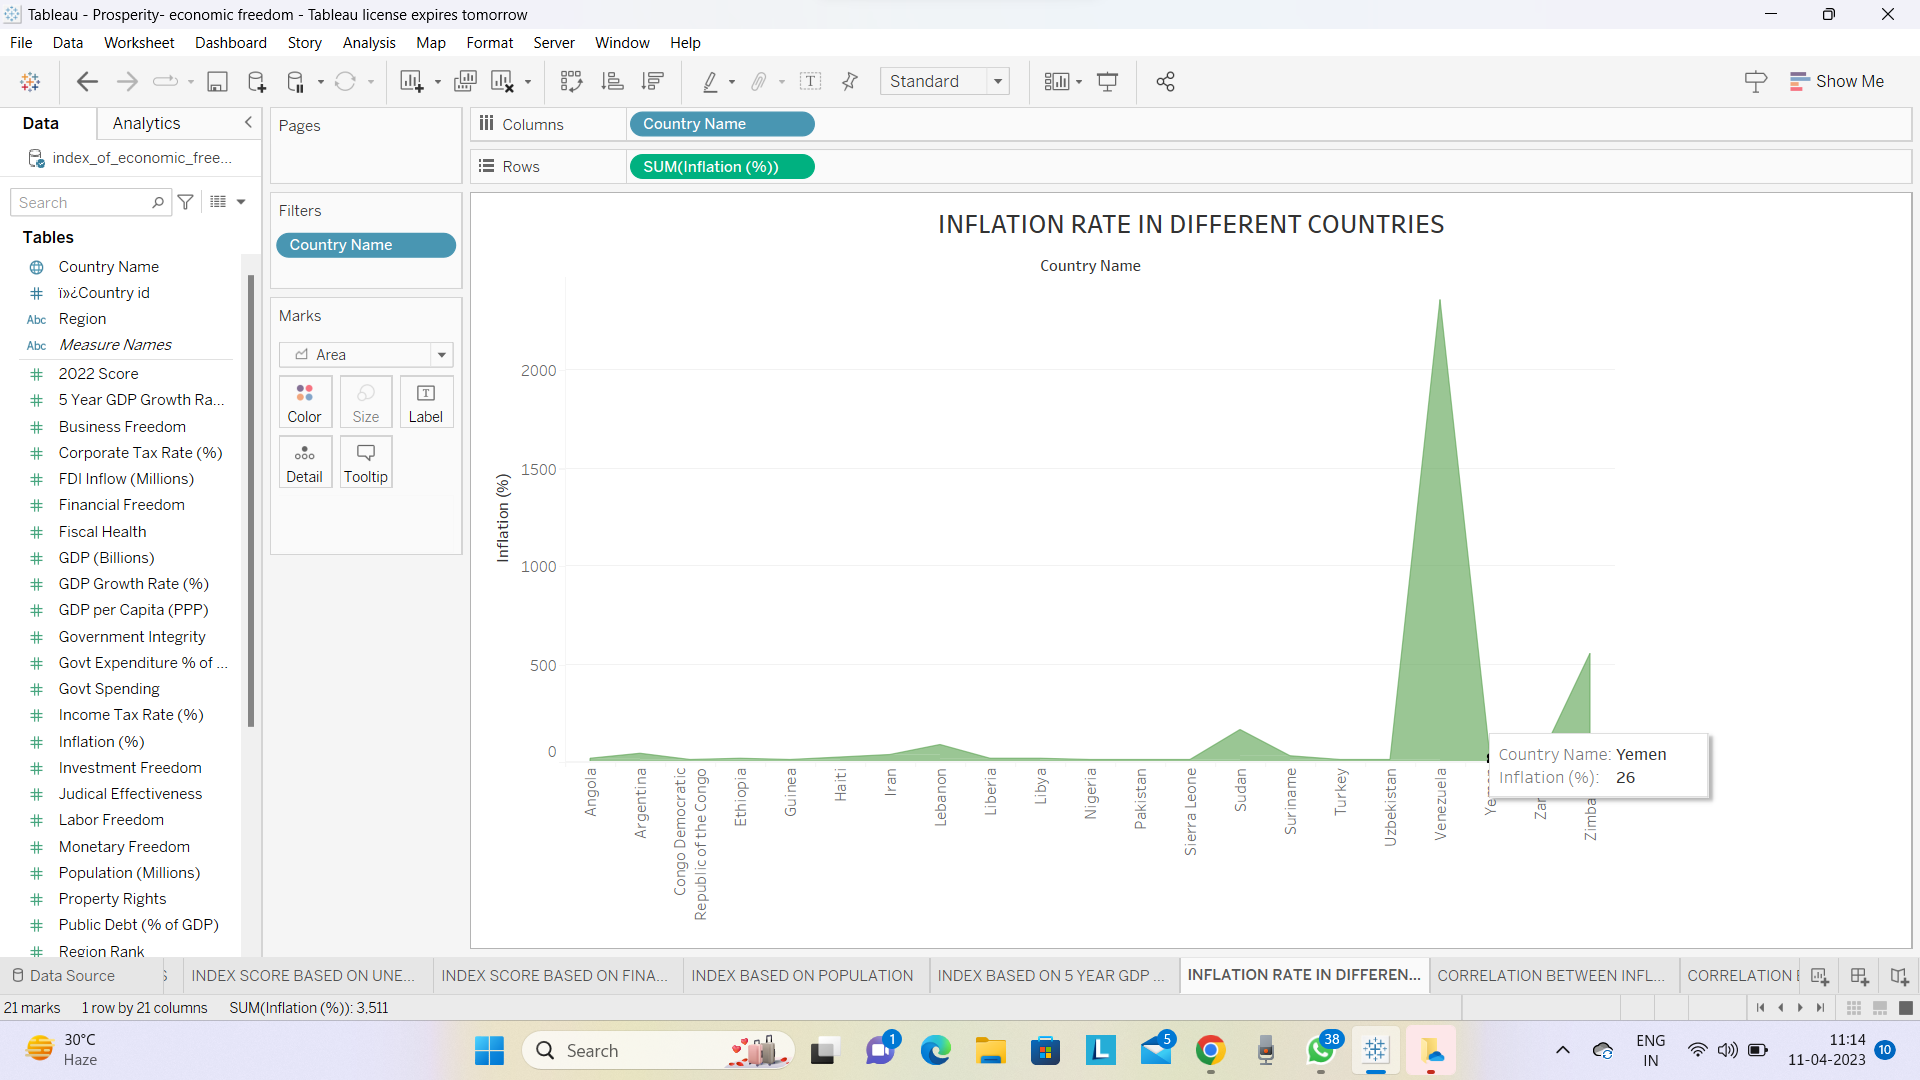 Tableau - Prosperity- economic freedom - Tableau license expires tomorrow
File Data Worksheet Dashboard Story Analysis Map Format Server Window Help
Standard
Show Me
Data Analytics
index_of_economic_free...
Search
Tables
Country Name
ï»¿Country id
Abc Region
Abc Measure Names
2022 Score
5 Year GDP Growth Ra...
Business Freedom
Corporate Tax Rate (%)
FDI Inflow (Millions)
Financial Freedom
Fiscal Health
GDP (Billions)
GDP Growth Rate (%)
GDP per Capita (PPP)
Government Integrity
Govt Expenditure % of ...
Govt Spending
Income Tax Rate (%)
Inflation (%)
Investment Freedom
Judical Effectiveness
Labor Freedom
Monetary Freedom
Population (Millions)
Property Rights
Public Debt (% of GDP)
Region Rank
Pages
Filters
Country Name
Marks
Area
Color Size Label
Detail Tooltip
Columns Country Name
Rows SUM(Inflation (%))
INFLATION RATE IN DIFFERENT COUNTRIES
Country Name
Inflation (%)
2000
1500
1000
500
0
Angola
Argentina
Congo Democratic
Republic of the Congo
Ethiopia
Guinea
Haiti
Iran
Lebanon
Liberia
Libya
Nigeria
Pakistan
Sierra Leone
Sudan
Suriname
Turkey
Uzbekistan
Venezuela
Country Name: Yemen
Inflation (%): 26
Data Source
INDEX SCORE BASED ON UNE...
INDEX SCORE BASED ON FINA...
INDEX BASED ON POPULATION
INDEX BASED ON 5 YEAR GDP ...
INFLATION RATE IN DIFFEREN...
CORRELATION BETWEEN INFL...
CORRELATION
21 marks 1 row by 21 columns SUM(Inflation (%)): 3,511
30°C
Haze
Search
1
5
38
ENG
IN
11:14
11-04-2023
10